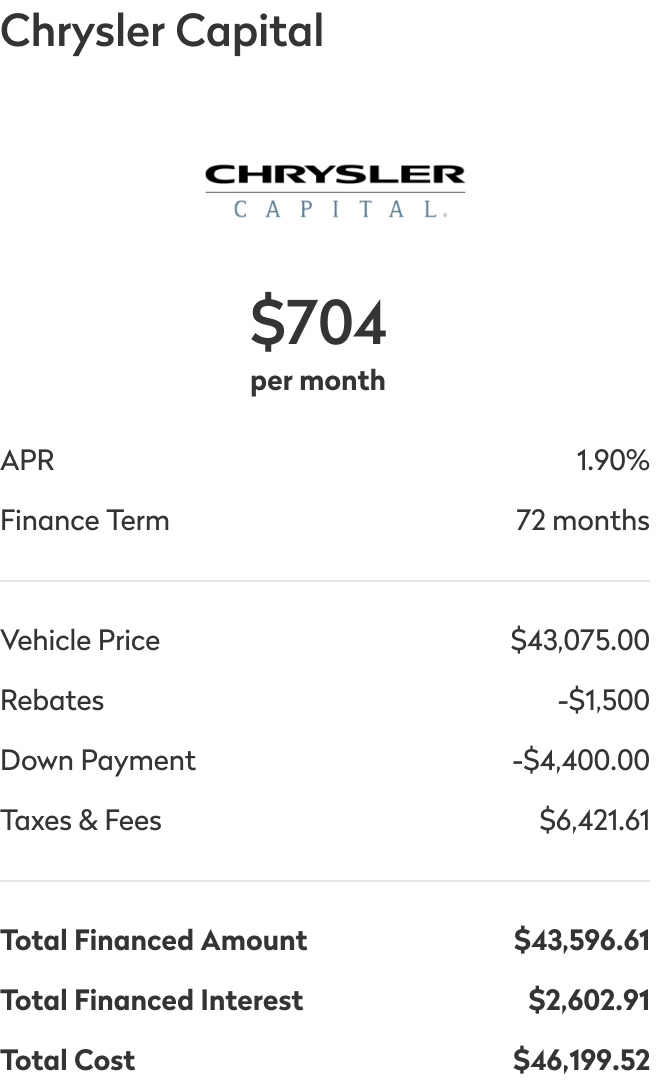 Chrysler Capital
CHRYSLER
CAPITAL.
$704
per month
APR 1.90%
Finance Term 72 months
Vehicle Price $43,075.00
Rebates -$1,500
Down Payment -$4,400.00
Taxes & Fees $6,421.61
Total Financed Amount $43,596.61
Total Financed Interest $2,602.91
Total Cost $46,199.52